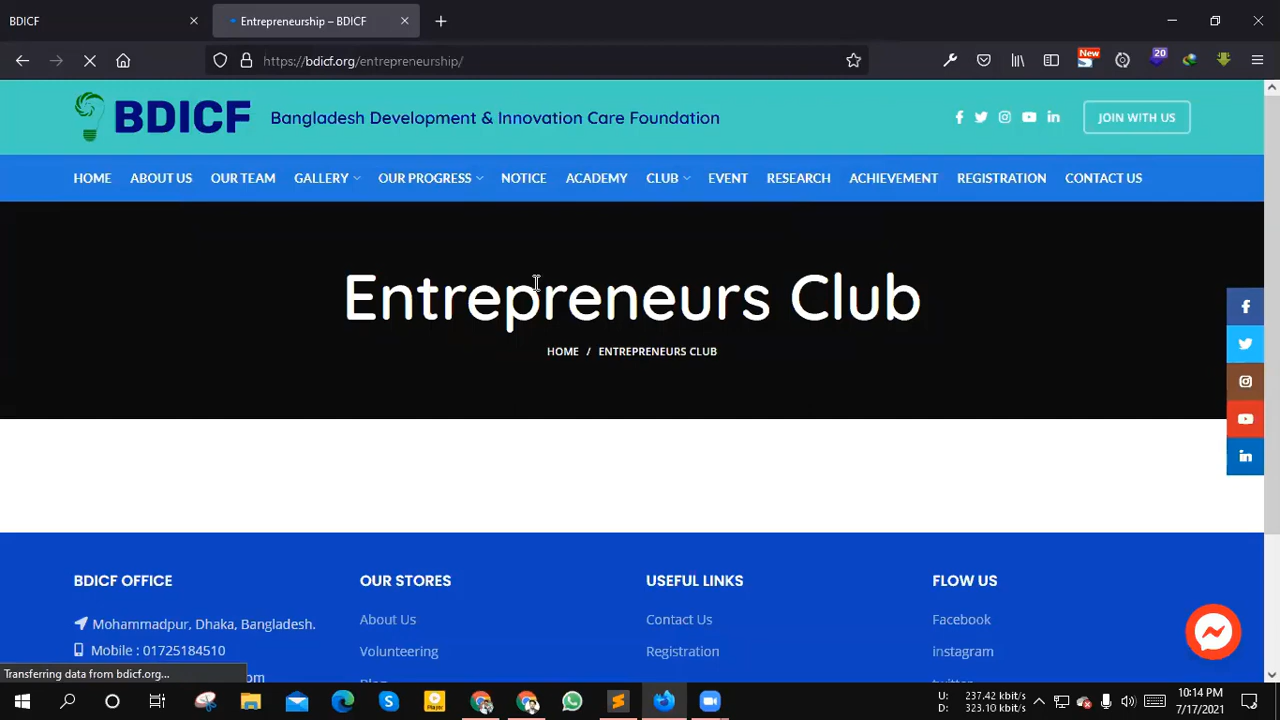 BDICF
Entrepreneurship – BDICF
https://bdicf.org/entrepreneurship/
New
20
BDICF
Bangladesh Development & Innovation Care Foundation
JOIN WITH US
HOME ABOUT US OUR TEAM GALLERY OUR PROGRESS NOTICE ACADEMY CLUB EVENT RESEARCH ACHIEVEMENT REGISTRATION CONTACT US
Entrepreneurs Club
HOME / ENTREPRENEURS CLUB
BDICF OFFICE
Mohammadpur, Dhaka, Bangladesh.
Mobile : 01725184510
OUR STORES
About Us
Volunteering
USEFUL LINKS
Contact Us
Registration
FLOW US
Facebook
instagram
Transferring data from bdicf.org...
Player
U: 237.42 kbit/s
D: 323.10 kbit/s
10:14 PM
7/17/2021